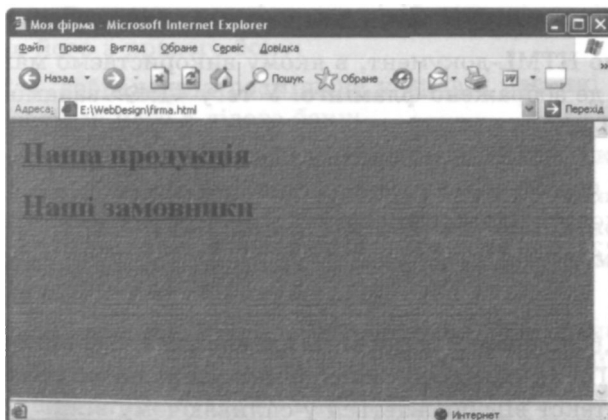 Моя фірма - Microsoft Internet Explorer
Файл Правка Вигляд Обране Сервіс Довідка
Назад Пошук Обране
Адреса: E:\WebDesign\firma.html Перехід
Наша продукція
Наші замовники
Интернет